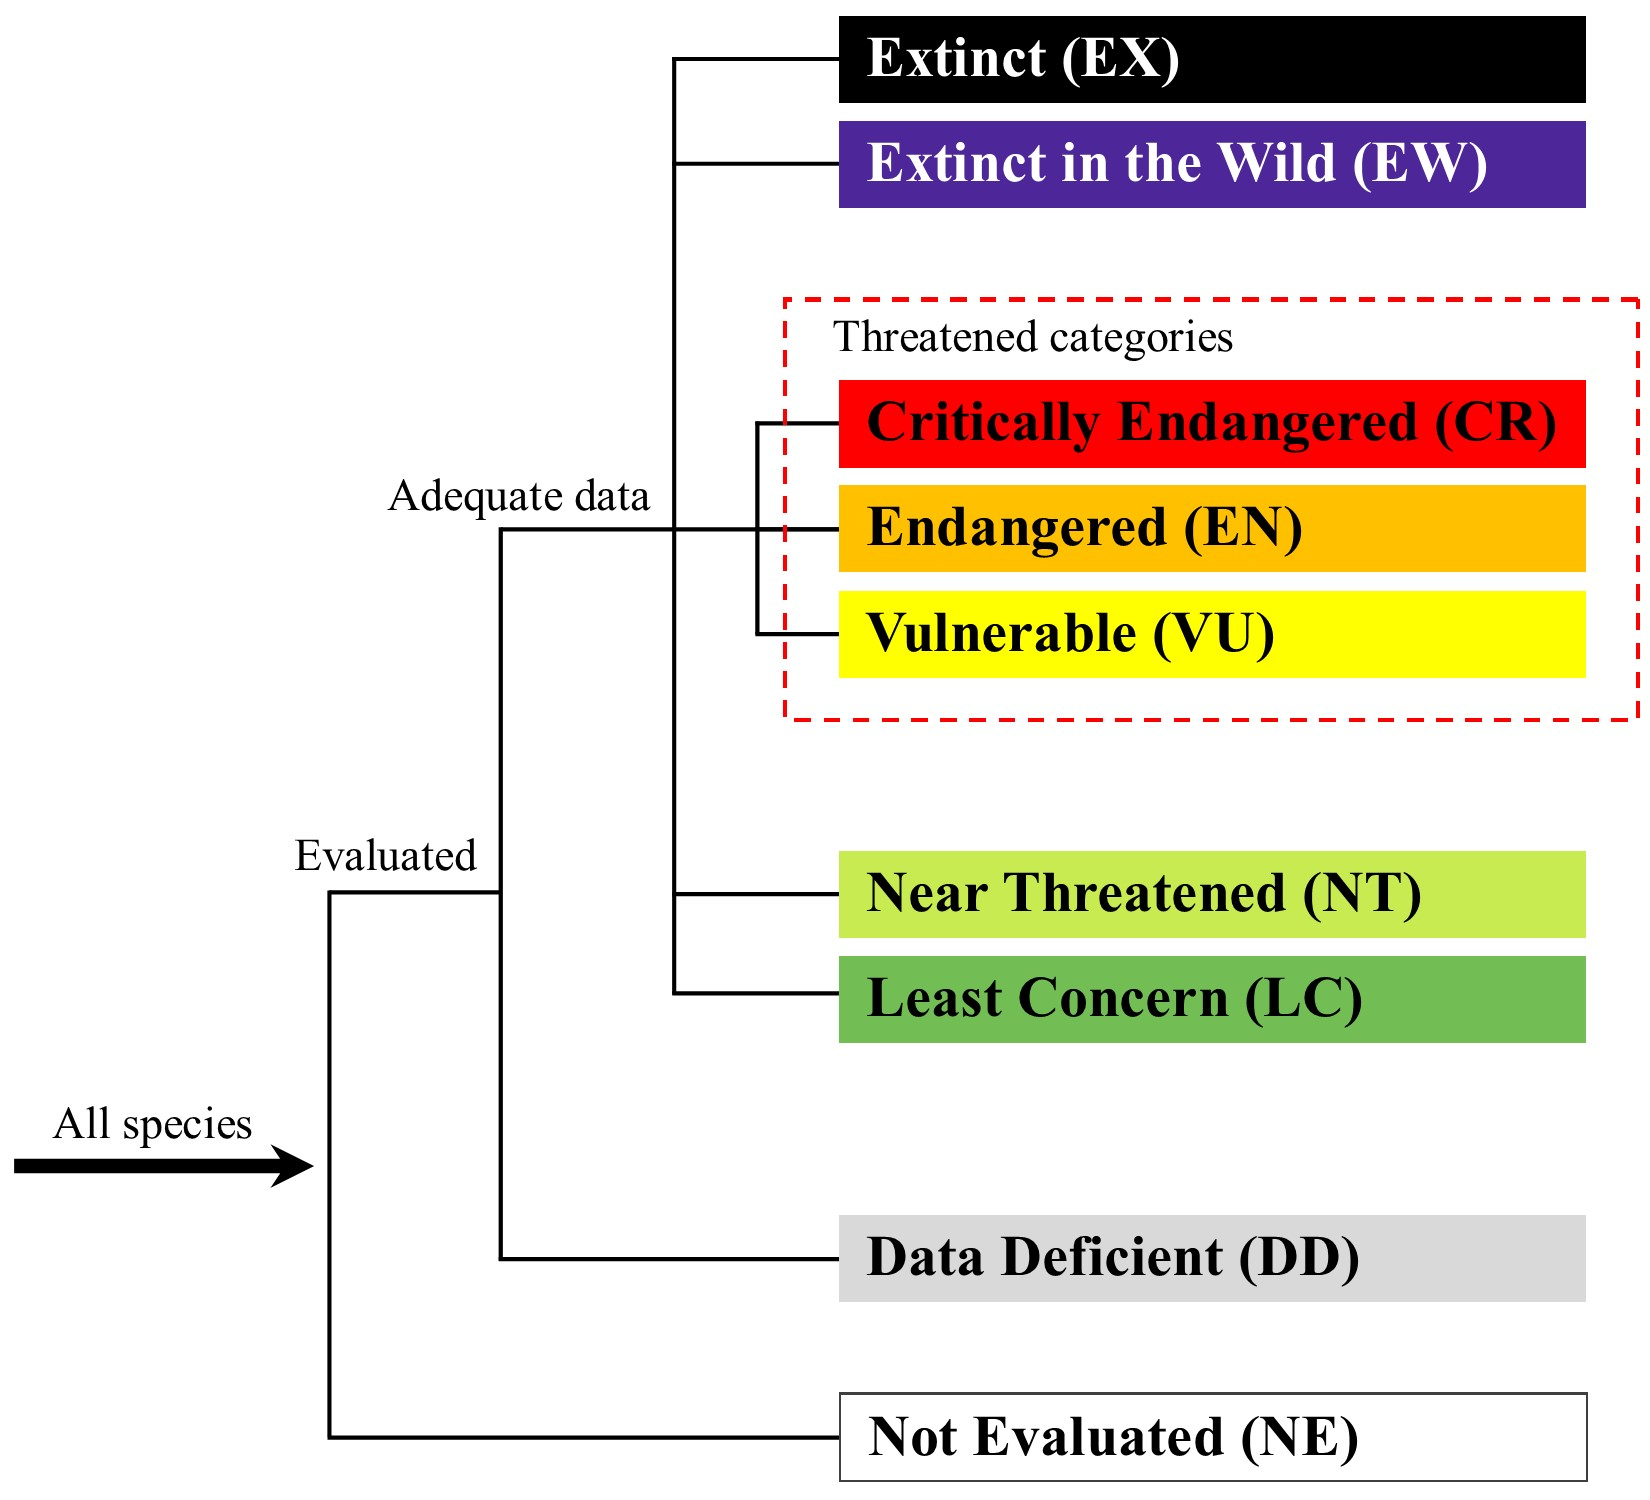 Extinct (EX)
Extinct in the Wild (EW)
Threatened categories
Critically Endangered (CR)
Adequate data
Endangered (EN)
Vulnerable (VU)
Evaluated
Near Threatened (NT)
Least Concern (LC)
All species
Data Deficient (DD)
Not Evaluated (NE)